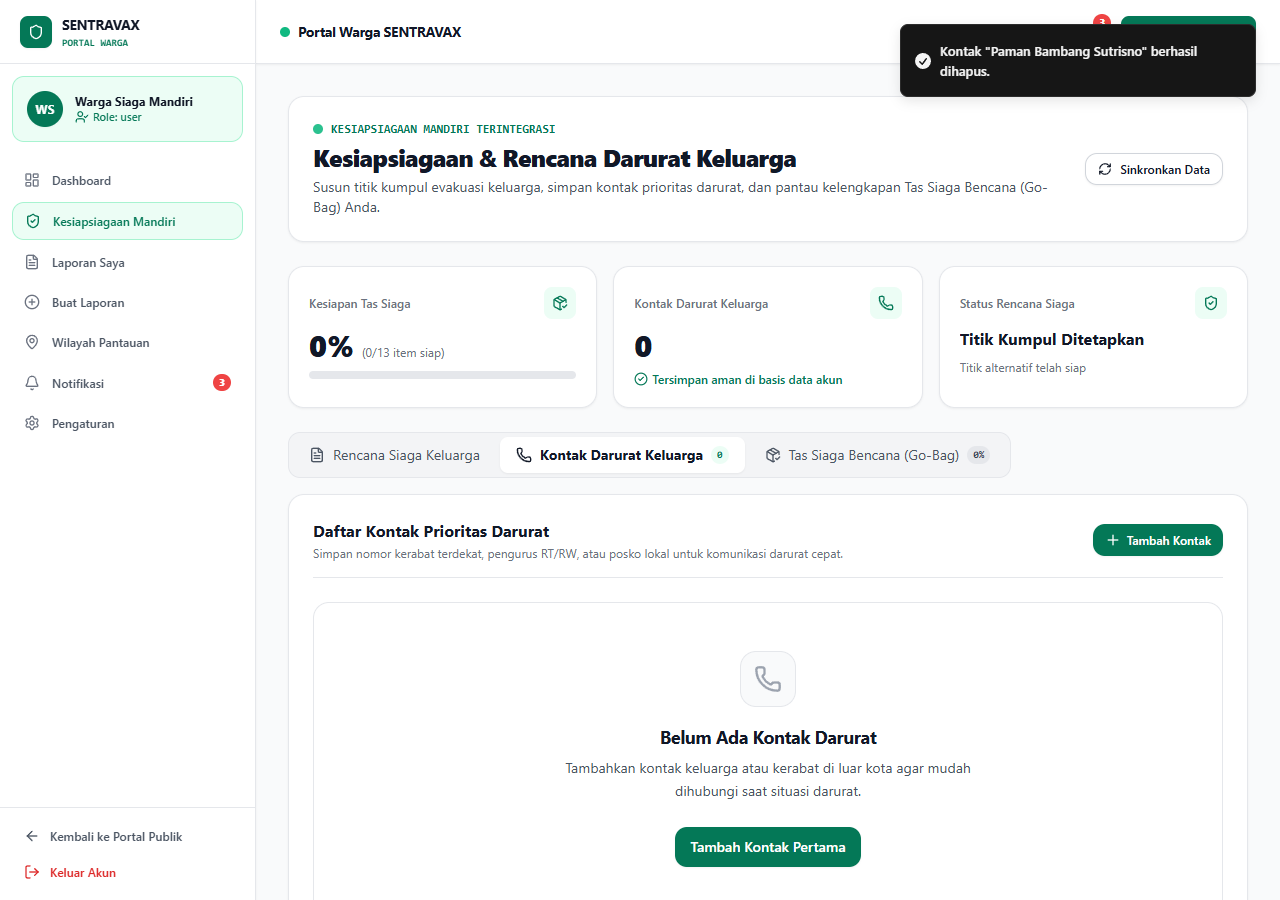 SENTRAVAX
PORTAL WARGA
Portal Warga SENTRAVAX
3
Kontak "Paman Bambang Sutrisno" berhasil
dihapus.
WS
Warga Siaga Mandiri
Role: user
Dashboard
Kesiapsiagaan Mandiri
Laporan Saya
Buat Laporan
Wilayah Pantauan
Notifikasi
3
Pengaturan
Kembali ke Portal Publik
Keluar Akun
KESIAPSIAGAAN MANDIRI TERINTEGRASI
Kesiapsiagaan & Rencana Darurat Keluarga
Susun titik kumpul evakuasi keluarga, simpan kontak prioritas darurat, dan pantau kelengkapan Tas Siaga Bencana (Go-
Bag) Anda.
Sinkronkan Data
Kesiapan Tas Siaga
0% (0/13 item siap)
Kontak Darurat Keluarga
0
Tersimpan aman di basis data akun
Status Rencana Siaga
Titik Kumpul Ditetapkan
Titik alternatif telah siap
Rencana Siaga Keluarga
Kontak Darurat Keluarga 0
Tas Siaga Bencana (Go-Bag) 0%
Daftar Kontak Prioritas Darurat
Simpan nomor kerabat terdekat, pengurus RT/RW, atau posko lokal untuk komunikasi darurat cepat.
Tambah Kontak
Belum Ada Kontak Darurat
Tambahkan kontak keluarga atau kerabat di luar kota agar mudah
dihubungi saat situasi darurat.
Tambah Kontak Pertama